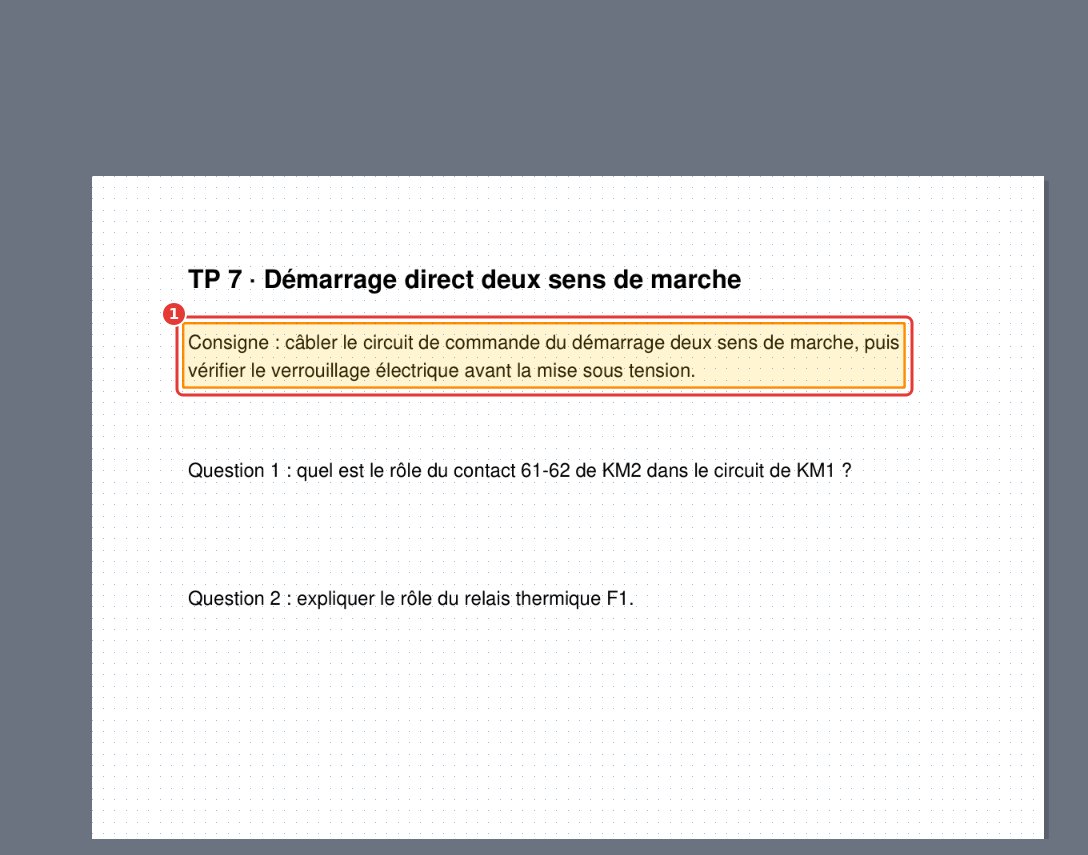 TP 7 · Démarrage direct deux sens de marche
1
Consigne : câbler le circuit de commande du démarrage deux sens de marche, puis
vérifier le verrouillage électrique avant la mise sous tension.
Question 1 : quel est le rôle du contact 61-62 de KM2 dans le circuit de KM1 ?
Question 2 : expliquer le rôle du relais thermique F1.